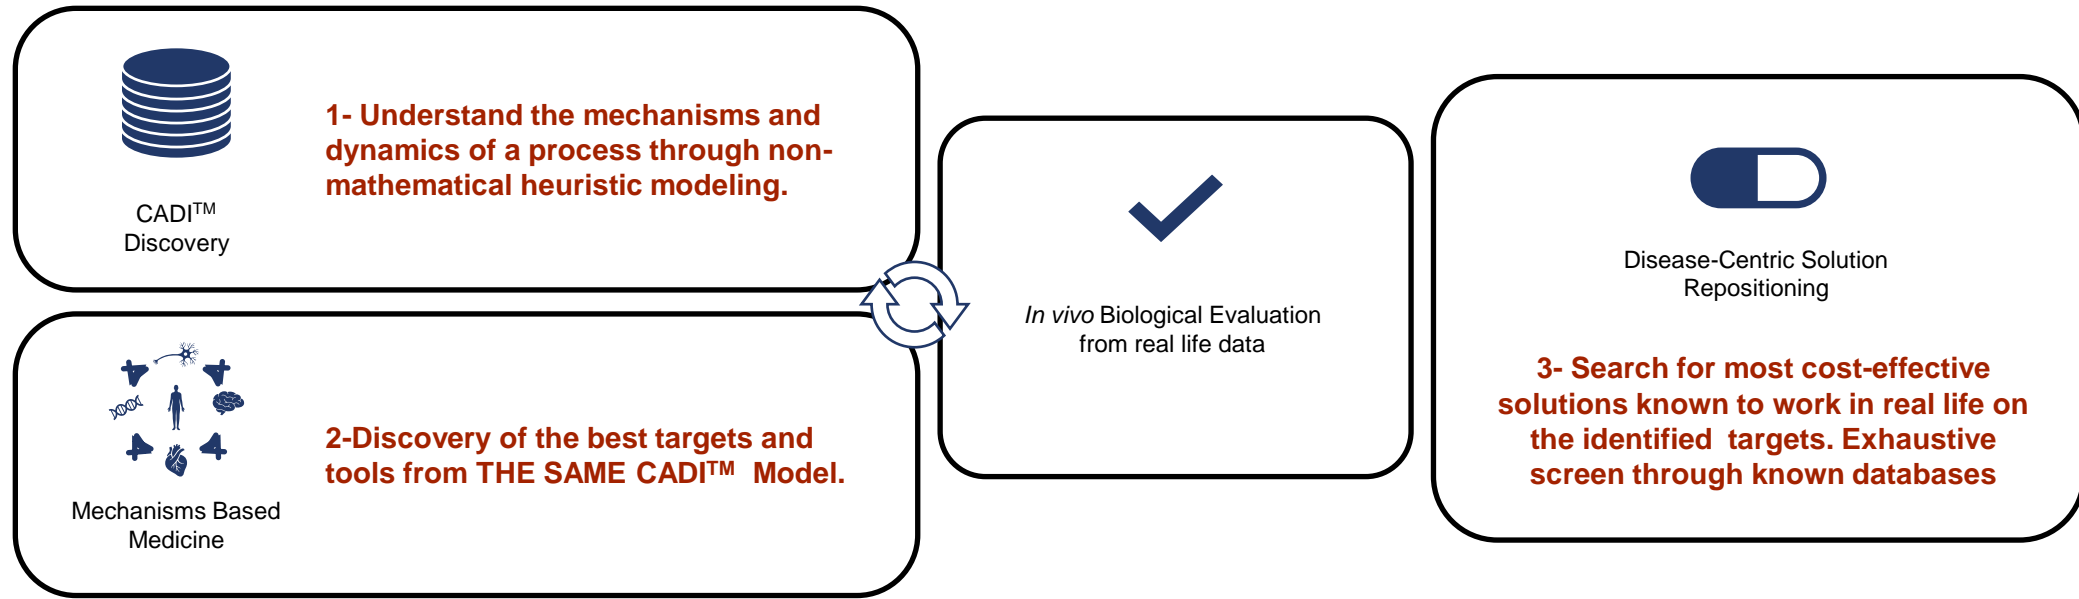 CADI™
Discovery
1- Understand the mechanisms and
dynamics of a process through non-
mathematical heuristic modeling.
Mechanisms Based
Medicine
2-Discovery of the best targets and
tools from THE SAME CADI™ Model.
In vivo Biological Evaluation
from real life data
Disease-Centric Solution
Repositioning
3- Search for most cost-effective
solutions known to work in real life on
the identified targets. Exhaustive
screen through known databases